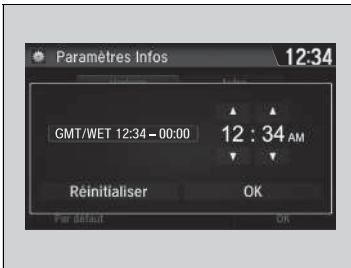 Paramètres Infos
12:34
GMT/WET 12:34 – 00:00
12 : 34 AM
Réinitialiser
OK
Par défaut
OK